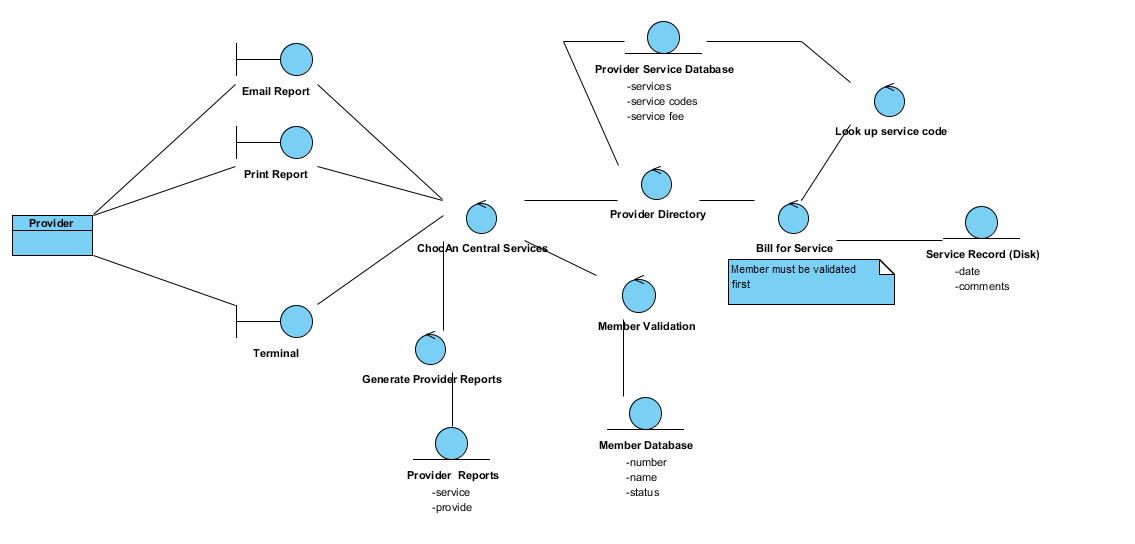 Email Report
Print Report
Provider
Terminal
ChocAn Central Services
Generate Provider Reports
Provider  Reports
-service
-provide
Provider Service Database
-services
-service codes
-service fee
Look up service code
Provider Directory
Bill for Service
Member must be validated
first
Service Record (Disk)
-date
-comments
Member Validation
Member Database
-number
-name
-status